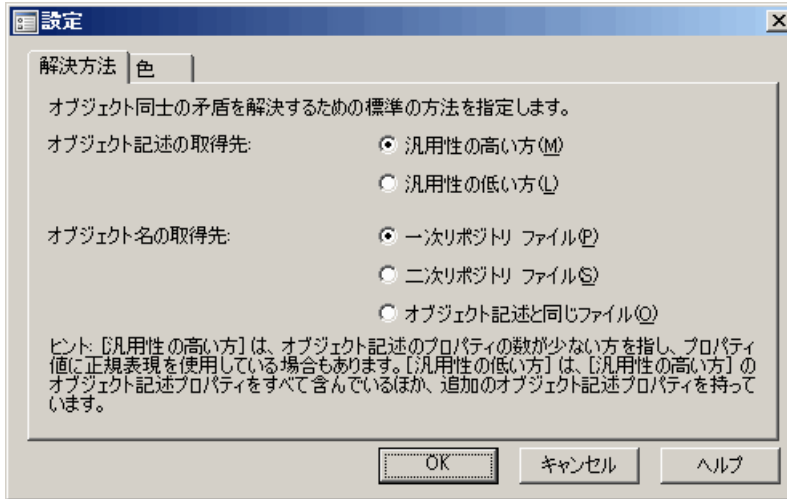 設定
解決方法 色
オブジェクト同士の矛盾を解決するための標準の方法を指定します。
オブジェクト記述の取得先: 汎用性の高い方(M)
汎用性の低い方(L)
オブジェクト名の取得先: 一次リポジトリ ファイル(P)
二次リポジトリ ファイル(S)
オブジェクト記述と同じファイル(O)
ヒント: [汎用性の高い方] は、オブジェクト記述のプロパティの数が少ない方を指し、プロパティ
値に正規表現を使用している場合もあります。[汎用性の低い方] は、[汎用性の高い方] の
オブジェクト記述プロパティをすべて含んでいるほか、追加のオブジェクト記述プロパティを持って
います。
OK キャンセル ヘルプ